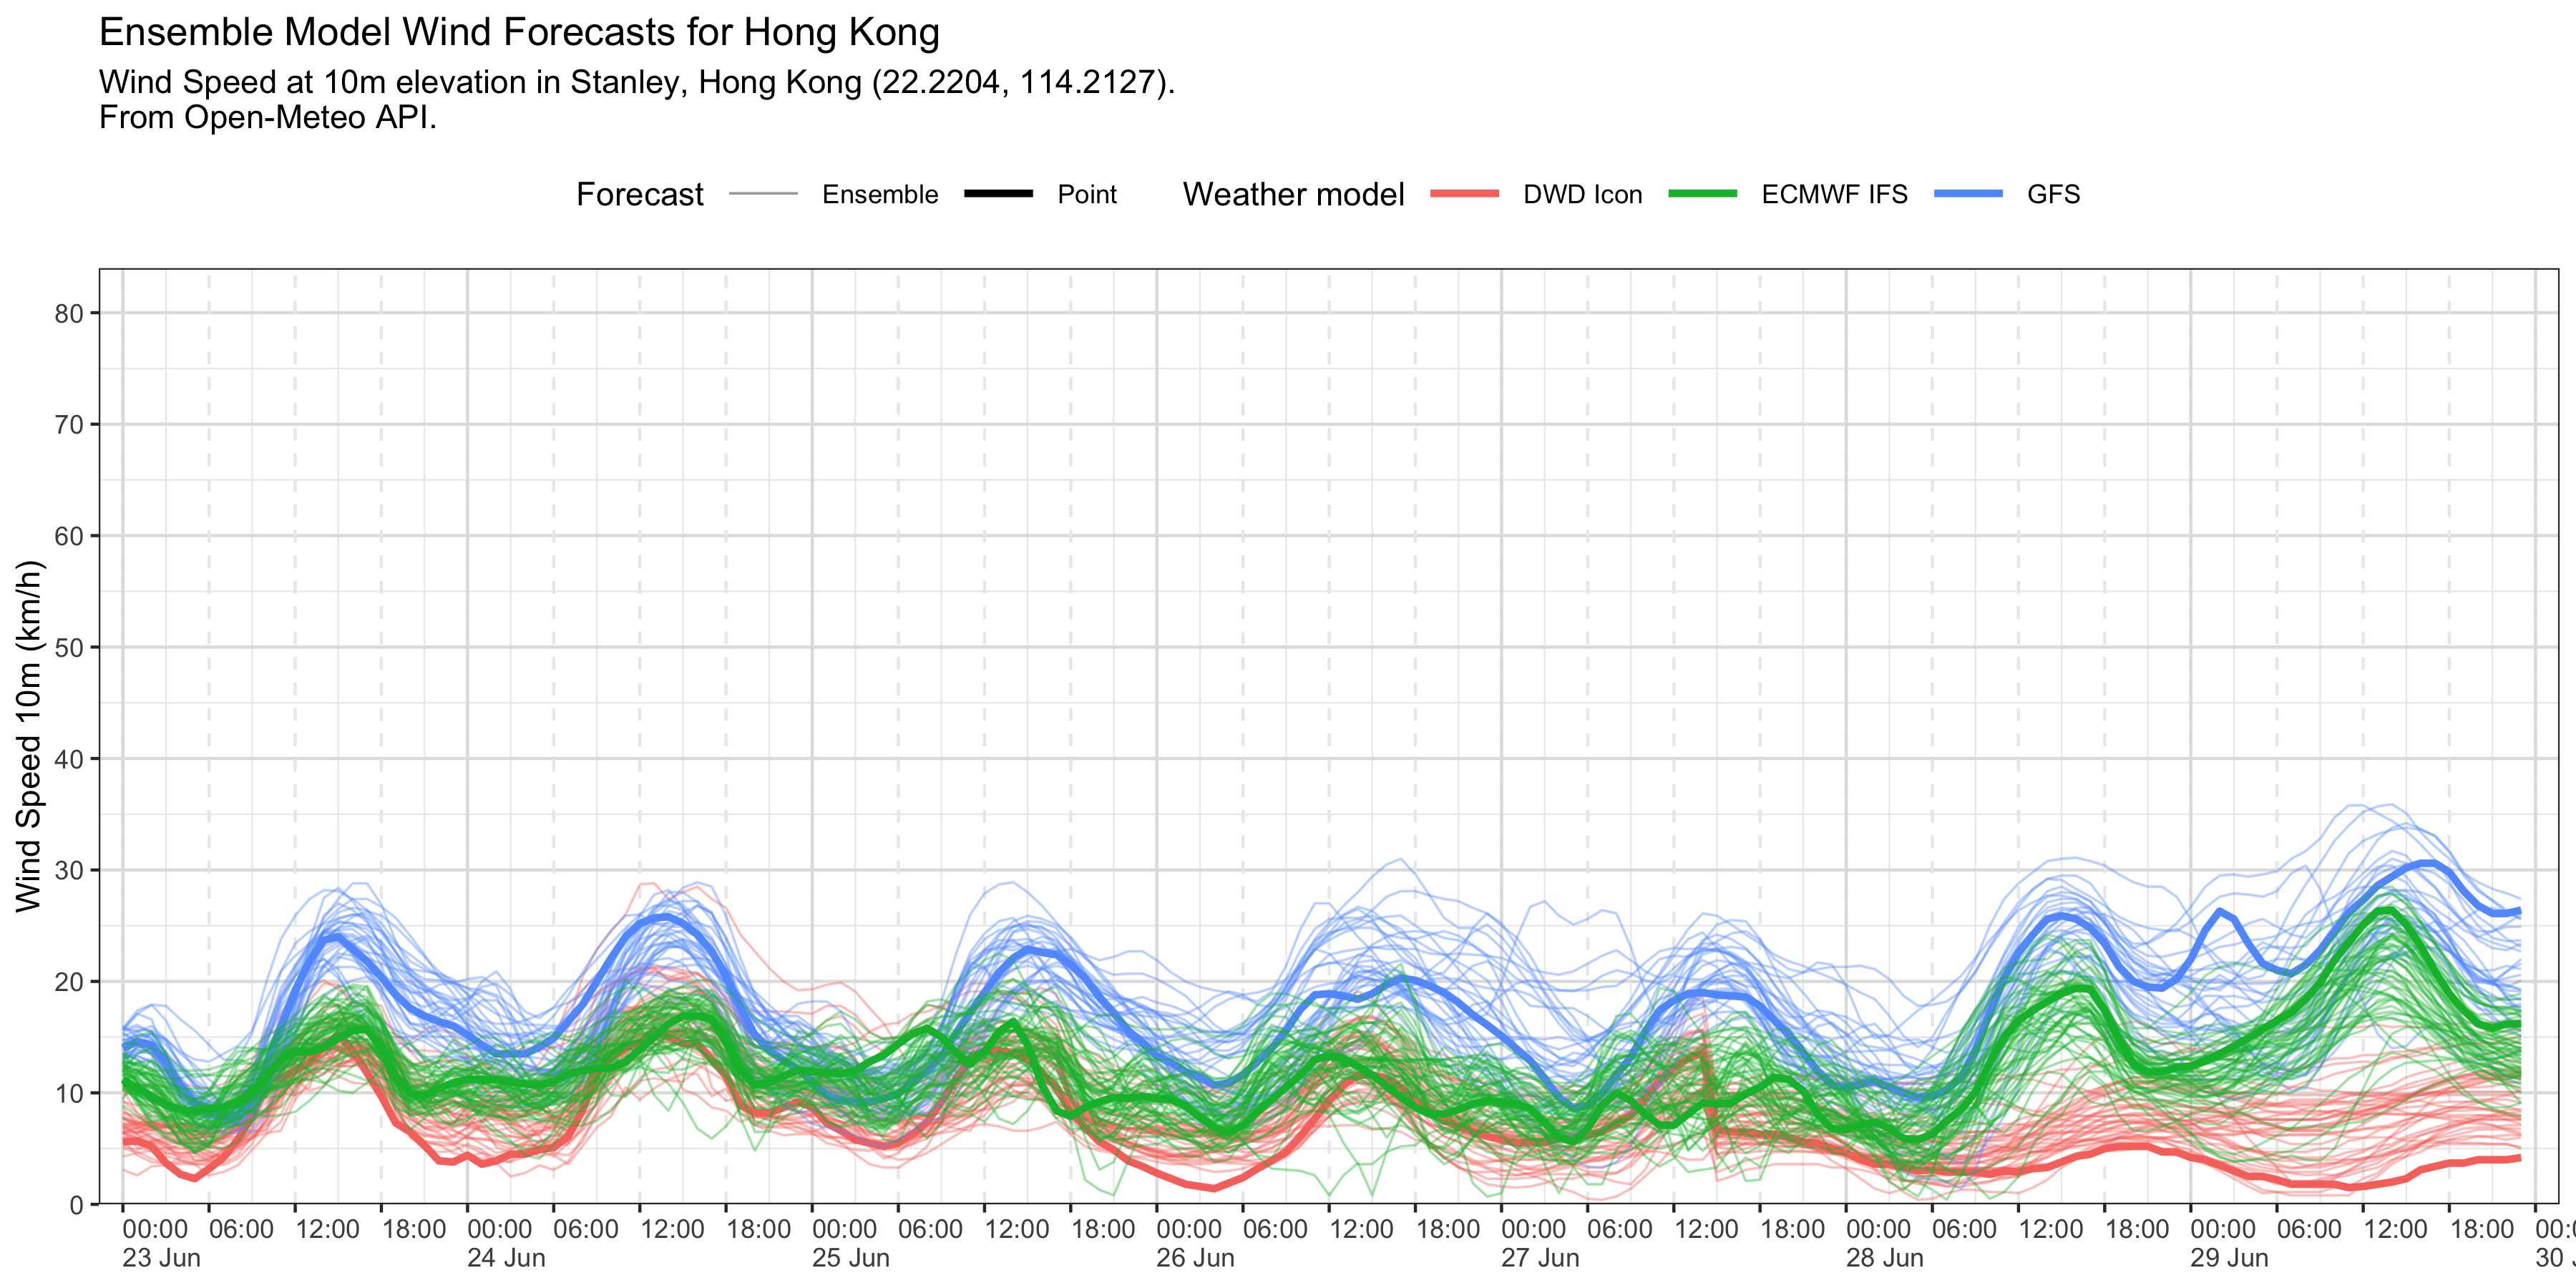 Ensemble Model Wind Forecasts for Hong Kong
Wind Speed at 10m elevation in Stanley, Hong Kong (22.2204, 114.2127).
From Open-Meteo API.
Forecast Ensemble Point Weather model DWD Icon ECMWF IFS GFS
Wind Speed 10m (km/h)
80
70
60
50
40
30
20
10
0
00:00 06:00 12:00 18:00 00:00 06:00 12:00 18:00 00:00 06:00 12:00 18:00 00:00 06:00 12:00 18:00 00:00 06:00 12:00 18:00 00:00 06:00 12:00 18:00 00:00 06:00 12:00 18:00
23 Jun 24 Jun 25 Jun 26 Jun 27 Jun 28 Jun 29 Jun 30